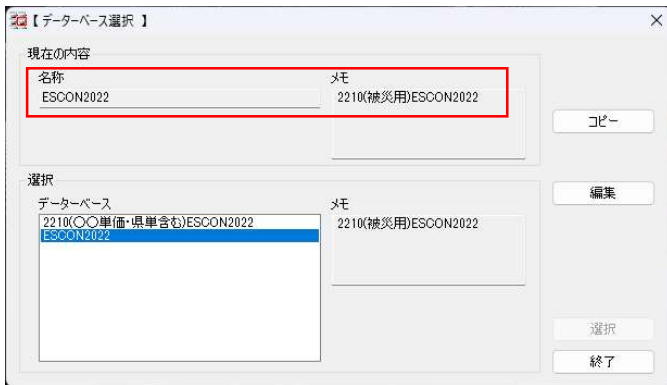 【 データーベース選択 】
現在の内容
名称 メモ
ESCON2022 2210(被災用)ESCON2022
コピー
選択
編集
データーベース メモ
2210(〇〇単価・県単含む)ESCON2022 2210(被災用)ESCON2022
ESCON2022
選択
終了